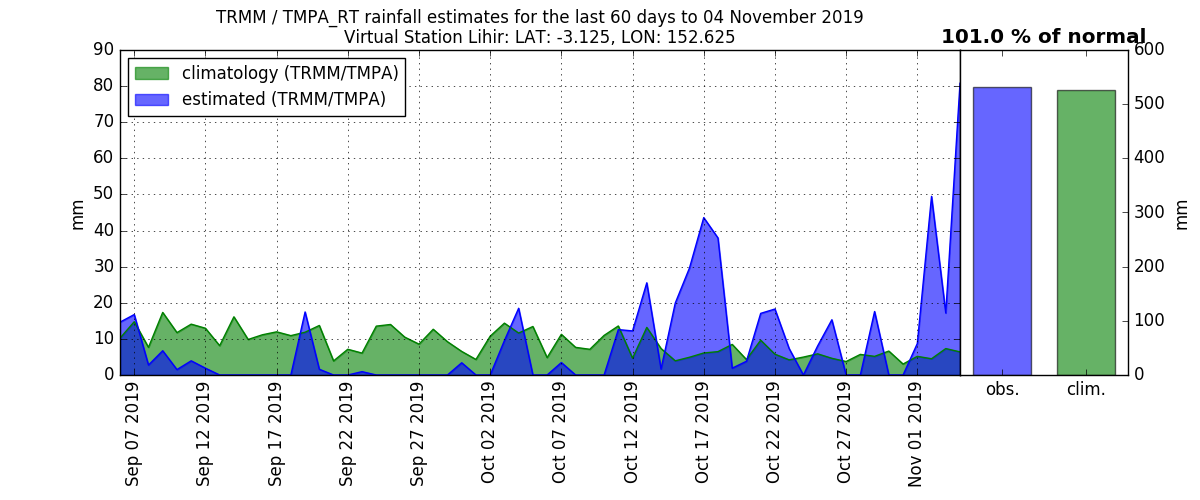 TRMM / TMPA_RT rainfall estimates for the last 60 days to 04 November 2019
Virtual Station Lihir: LAT: -3.125, LON: 152.625
101.0 % of normal
climatology (TRMM/TMPA)
estimated (TRMM/TMPA)
90
80
70
60
50
40
30
20
10
0
mm
Sep 07 2019
Sep 12 2019
Sep 17 2019
Sep 22 2019
Sep 27 2019
Oct 02 2019
Oct 07 2019
Oct 12 2019
Oct 17 2019
Oct 22 2019
Oct 27 2019
Nov 01 2019
600
500
400
300
200
100
0
mm
obs.
clim.